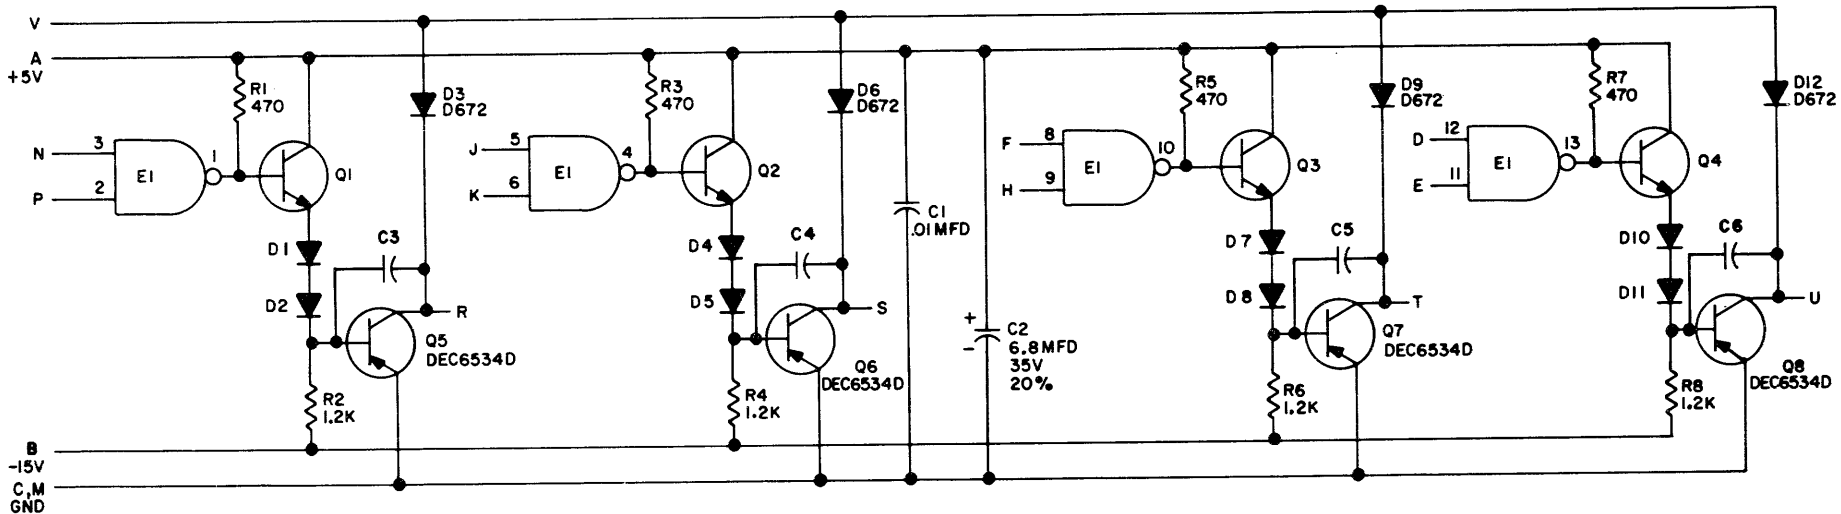 V
A
+5V
R1
470
D3
D672
R3
470
D6
D672
R5
470
D9
D672
R7
470
D12
D672
N
3
P
2
E1
1
Q1
J
5
K
6
E1
4
Q2
F
8
H
9
E1
10
Q3
D
12
E
11
E1
13
Q4
D1
C3
D2
R
Q5
DEC6534D
R2
1.2K
D4
C4
D5
S
Q6
DEC6534D
R4
1.2K
C1
.01MFD
+
-
C2
6.8MFD
35V
20%
D7
C5
D8
T
Q7
DEC6534D
R6
1.2K
D10
C6
D11
U
Q8
DEC6534D
R8
1.2K
B
-15V
C,M
GND